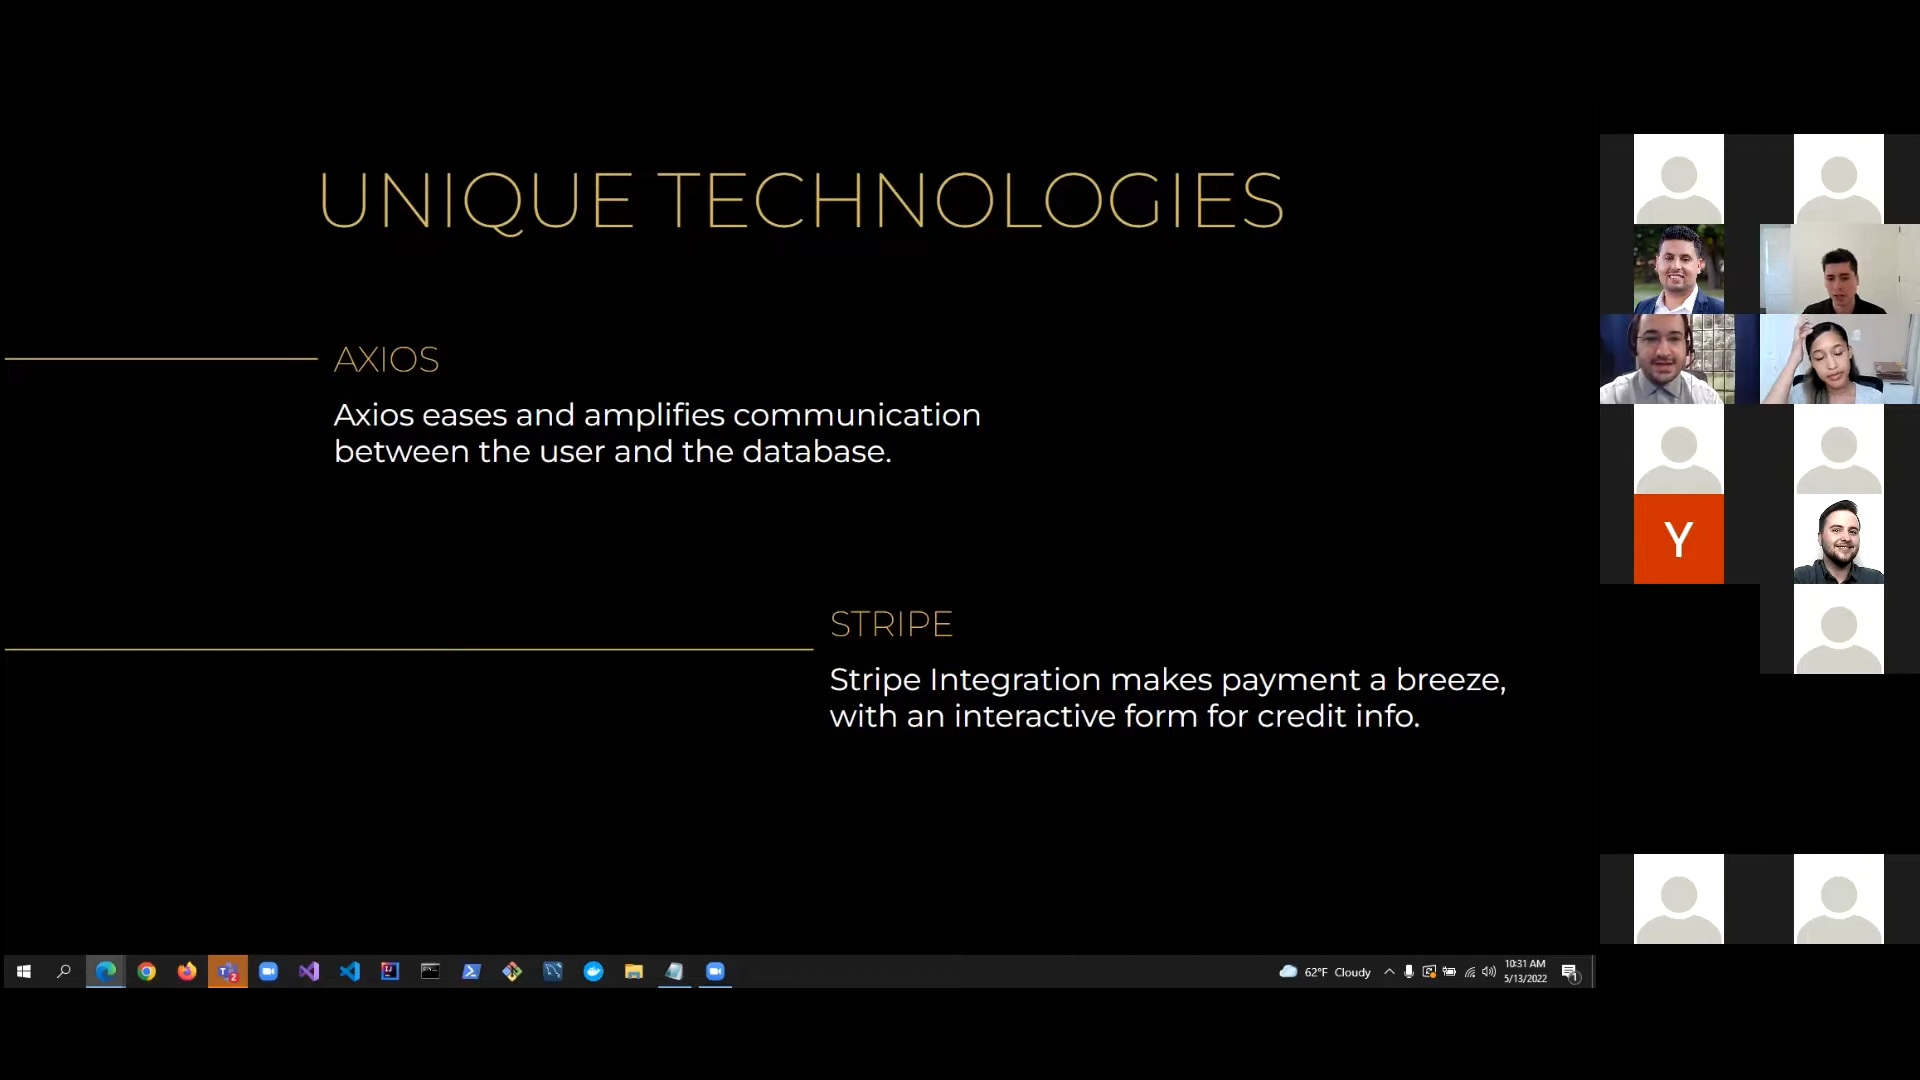 UNIQUE TECHNOLOGIES
AXIOS
Axios eases and amplifies communication
between the user and the database.
Y
STRIPE
Stripe Integration makes payment a breeze,
with an interactive form for credit info.
62°F Cloudy
10:31 AM
5/13/2022